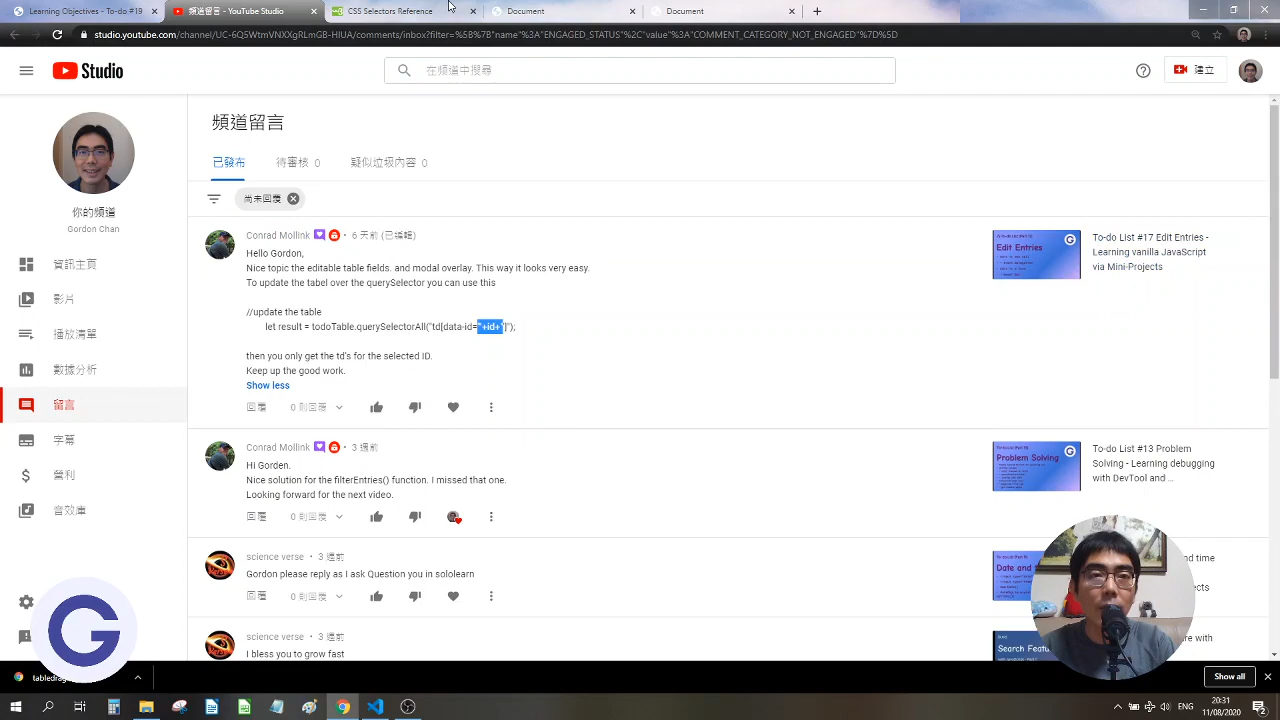 Learning Objectives - To-do #19
頻道留言 - YouTube Studio
CSS Selectors Reference
Document
Document
studio.youtube.com/channel/UC-6QSWtmVNXXgRLmGB-HIUA/comments/inbox?filter=%5B%7B"name"%3A"ENGAGED_STATUS"%2C"value"%3A"COMMENT_CATEGORY_NOT_ENGAGED"%7D%5D
Studio
在頻道中搜尋
建立
你的頻道
Gordon Chan
資訊主頁
影片
播放清單
數據分析
留言
字幕
營利
音效庫
頻道留言
已發布
待審核 0
疑似垃圾內容 0
尚未回覆
Conrad Mollink • 6 天前 (已編輯)
Hello Gordon,
Nice topic the editable table fields. and modal overlay. This way it looks very easy.
To update the tabel over the querySelector you can use this
//update the table
let result = todoTable.querySelectorAll("td[data-id='"+id+"']");
then you only get the td's for the selected ID.
Keep up the good work.
Show less
回覆 0 則回覆
To-do List (Part 17)
Edit Entries
To-do List #17 Edit Entries -
Learning vanilla JavaScript
via Mini-Projects
Conrad Mollink • 3 週前
Hi Gorden.
Nice solution the filterEntries() function. I missed that one.
Looking forward for the next video.
回覆 0 則回覆
Problem Solving
To-do List #13 Problem
Solving - Learning debugging
with DevTool and ...
science verse • 3 週前
Gordon please reply as I ask Question you in sololearn
回覆 0 則回覆
Date and
nd time
ects
science verse • 3 週前
I bless you to grow fast
Search Featu
re with
G
tabledrag
Show all
ENG
20:31
11/08/2020
2